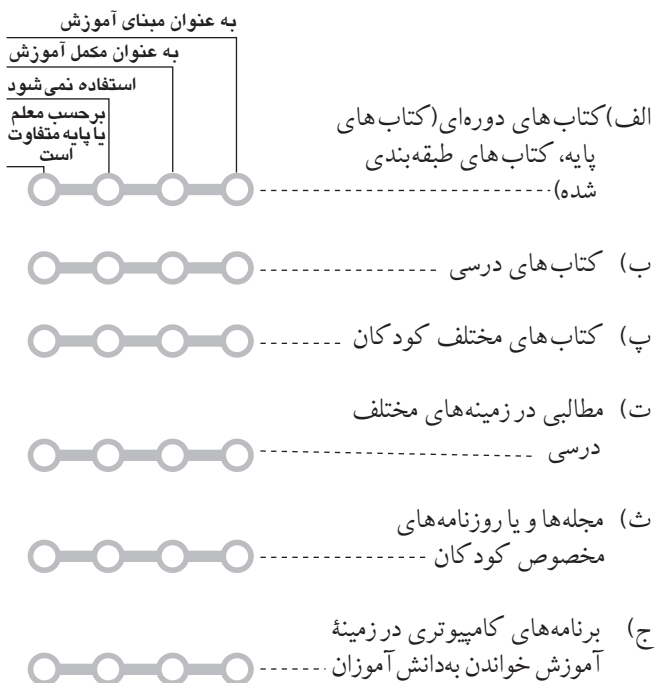 به عنوان مبنای آموزش
به عنوان مکمل آموزش
استفاده نمی‌شود
برحسب معلم
یا پایه متفاوت
است
الف) کتاب‌های دوره‌ای (کتاب‌های
پایه، کتاب‌های طبقه‌بندی
شده)
ب) کتاب‌های درسی
پ) کتاب‌های مختلف کودکان
ت) مطالبی در زمینه‌های مختلف
درسی
ث) مجله‌ها و یا روزنامه‌های
مخصوص کودکان
ج) برنامه‌های کامپیوتری در زمینهٔ
آموزش خواندن به‌دانش‌آموزان